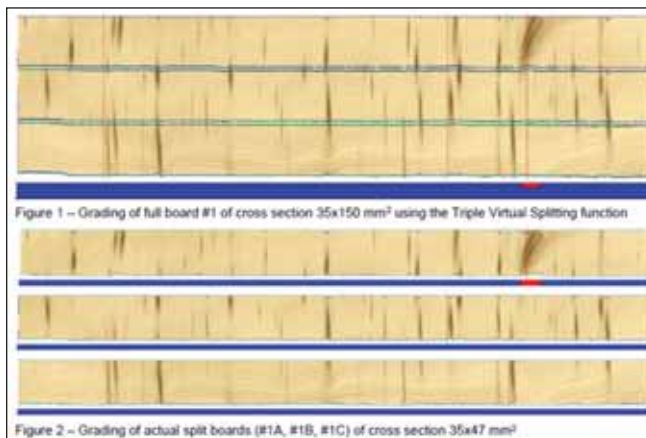 Figure 1 – Grading of full board #1 of cross section 35x150 mm² using the Triple Virtual Splitting function
Figure 2 – Grading of actual split boards (#1A, #1B, #1C) of cross section 35x47 mm²